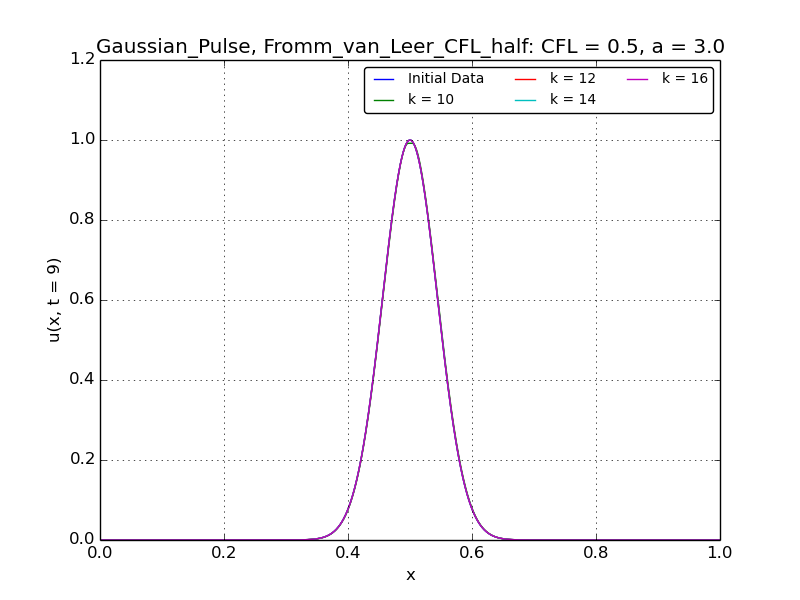 Gaussian_Pulse, Fromm_van_Leer_CFL_half: CFL = 0.5, a = 3.0
Initial Data
k = 10
k = 12
k = 14
k = 16
u(x, t = 9)
1.2
1.0
0.8
0.6
0.4
0.2
0.0
0.0 0.2 0.4 0.6 0.8 1.0
x